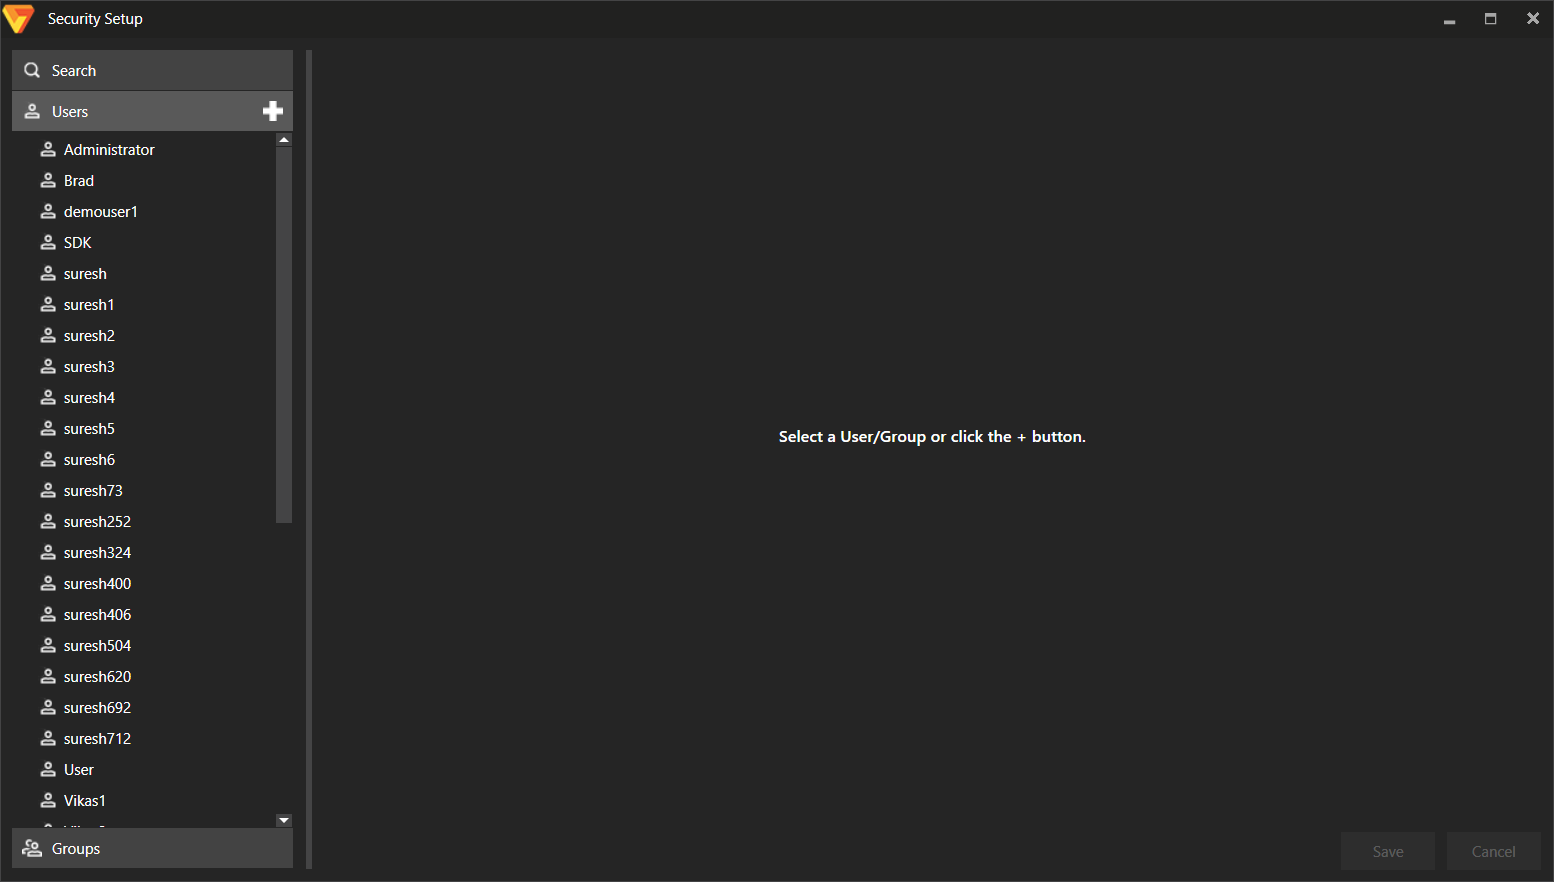 Security Setup
Search
Users
Administrator
Brad
demouser1
SDK
suresh
suresh1
suresh2
suresh3
suresh4
suresh5
suresh6
suresh73
suresh252
suresh324
suresh400
suresh406
suresh504
suresh620
suresh692
suresh712
User
Vikas1
Groups
Select a User/Group or click the + button.
Save
Cancel